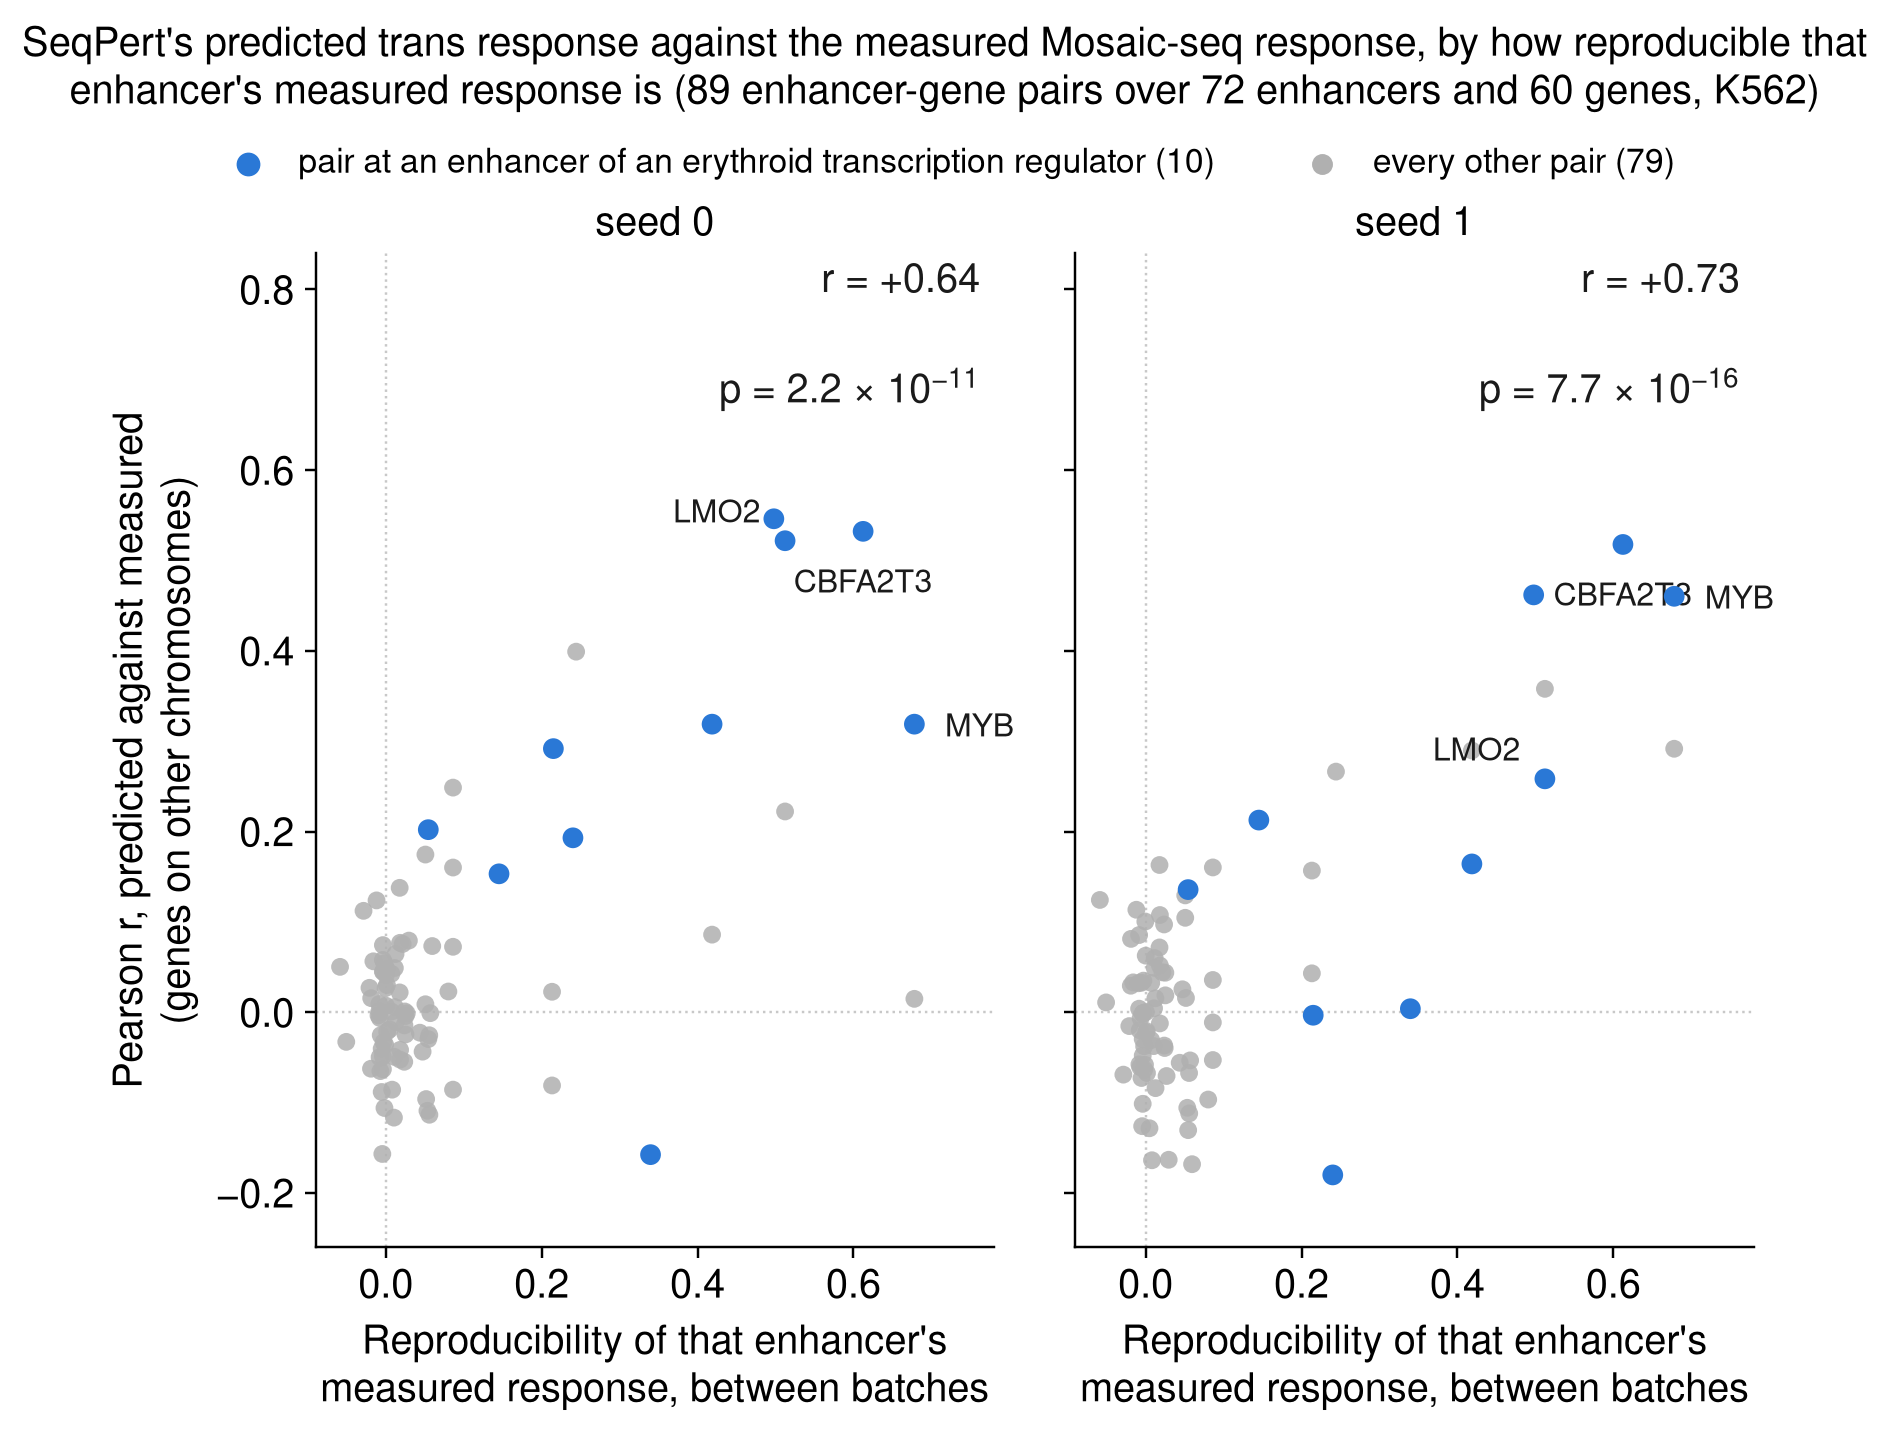 SeqPert's predicted trans response against the measured Mosaic-seq response, by how reproducible that
enhancer's measured response is (89 enhancer-gene pairs over 72 enhancers and 60 genes, K562)
pair at an enhancer of an erythroid transcription regulator (10)
every other pair (79)
seed 0
seed 1
Pearson r, predicted against measured
(genes on other chromosomes)
0.8
0.6
0.4
0.2
0.0
−0.2
r = +0.64
p = 2.2 × 10⁻¹¹
LMO2
CBFA2T3
MYB
0.0
0.2
0.4
0.6
Reproducibility of that enhancer's
measured response, between batches
r = +0.73
p = 7.7 × 10⁻¹⁶
CBFA2T3
MYB
LMO2
0.0
0.2
0.4
0.6
Reproducibility of that enhancer's
measured response, between batches